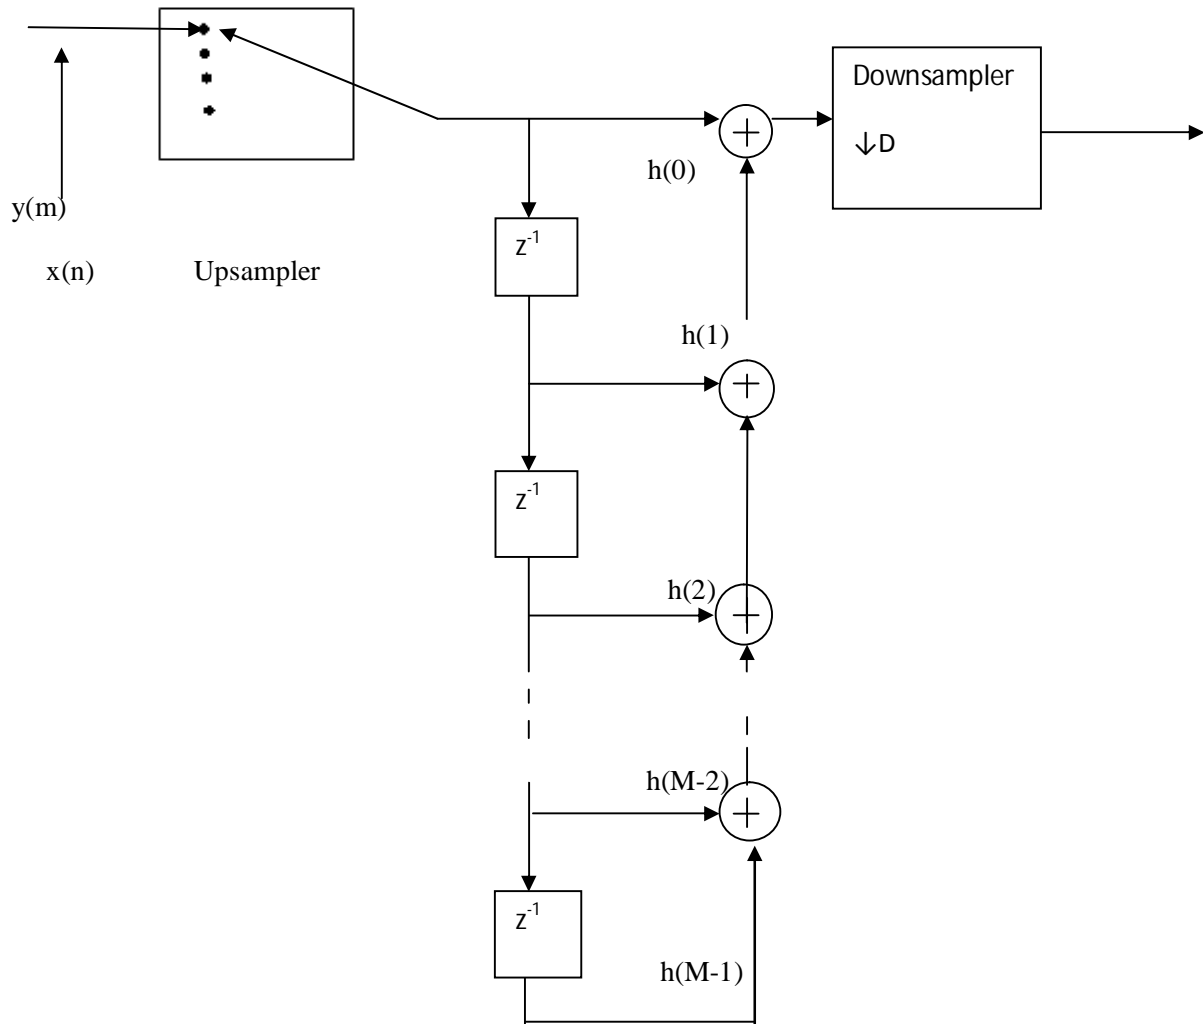 Downsampler
↓D
h(0)
y(m)
x(n) Upsampler
z⁻¹
h(1)
z⁻¹
h(2)
h(M-2)
z⁻¹
h(M-1)